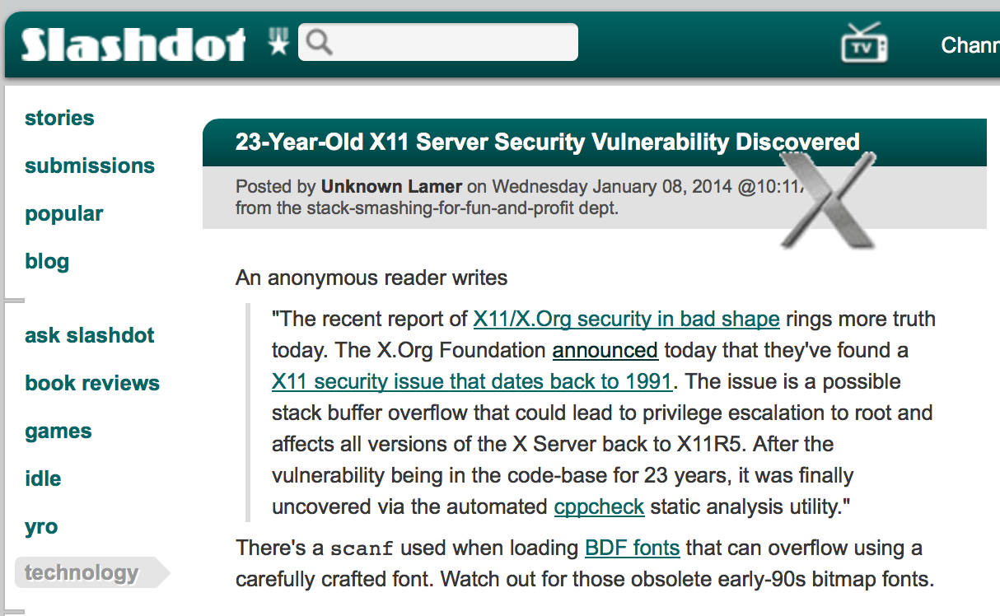 Slashdot
TV
Chann
stories
submissions
popular
blog
ask slashdot
book reviews
games
idle
yro
technology
23-Year-Old X11 Server Security Vulnerability Discovered
Posted by Unknown Lamer on Wednesday January 08, 2014 @10:11
from the stack-smashing-for-fun-and-profit dept.
An anonymous reader writes
"The recent report of X11/X.Org security in bad shape rings more truth
today. The X.Org Foundation announced today that they've found a
X11 security issue that dates back to 1991. The issue is a possible
stack buffer overflow that could lead to privilege escalation to root and
affects all versions of the X Server back to X11R5. After the
vulnerability being in the code-base for 23 years, it was finally
uncovered via the automated cppcheck static analysis utility."
There's a scanf used when loading BDF fonts that can overflow using a
carefully crafted font. Watch out for those obsolete early-90s bitmap fonts.